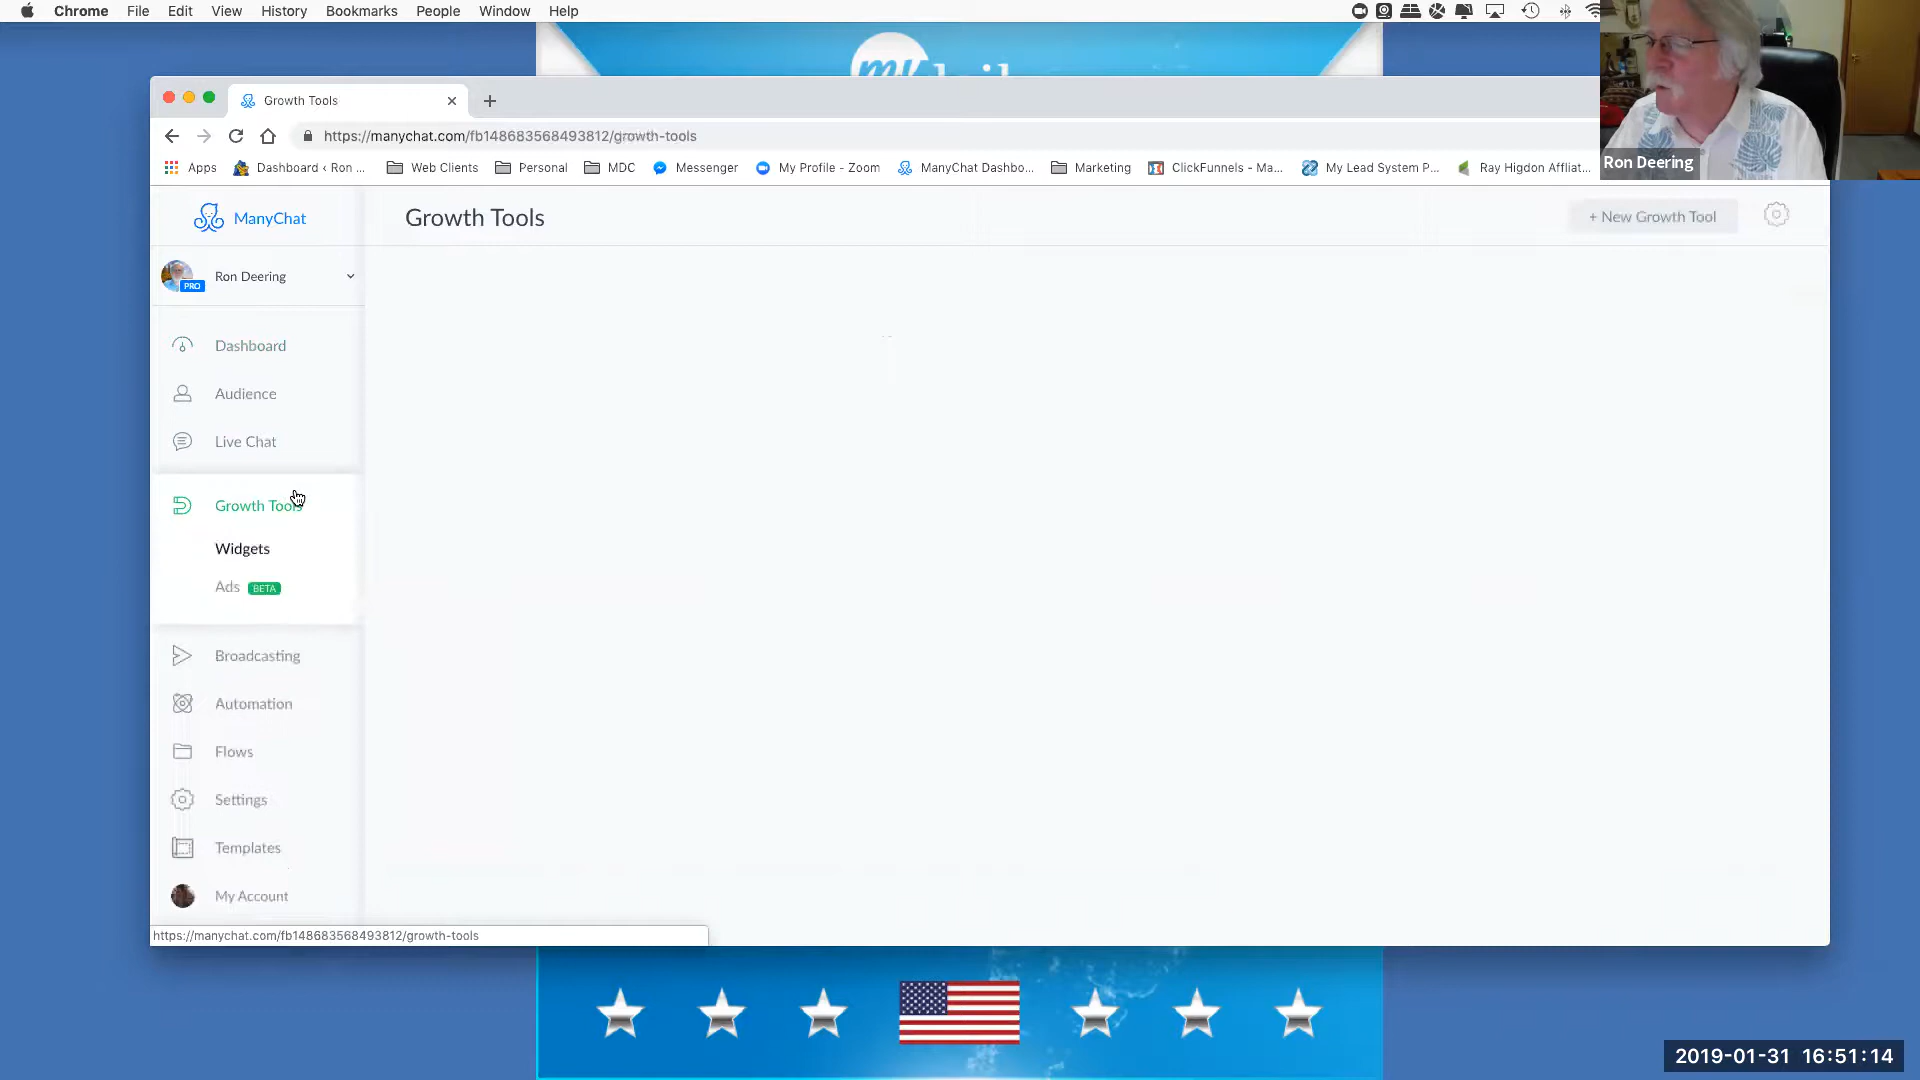 Chrome File Edit View History Bookmarks People Window Help
my
Growth Tools
https://manychat.com/fb148683568493812/growth-tools
Apps Dashboard ‹ Ron ... Web Clients Personal MDC Messenger My Profile - Zoom ManyChat Dashbo... Marketing ClickFunnels - Ma... My Lead System P... Ray Higdon Affliat...
Ron Deering
ManyChat
Growth Tools
+ New Growth Tool
Ron Deering
PRO
Dashboard
Audience
Live Chat
Growth Tools
Widgets
Ads BETA
Broadcasting
Automation
Flows
Settings
Templates
My Account
https://manychat.com/fb148683568493812/growth-tools
2019-01-31 16:51:14